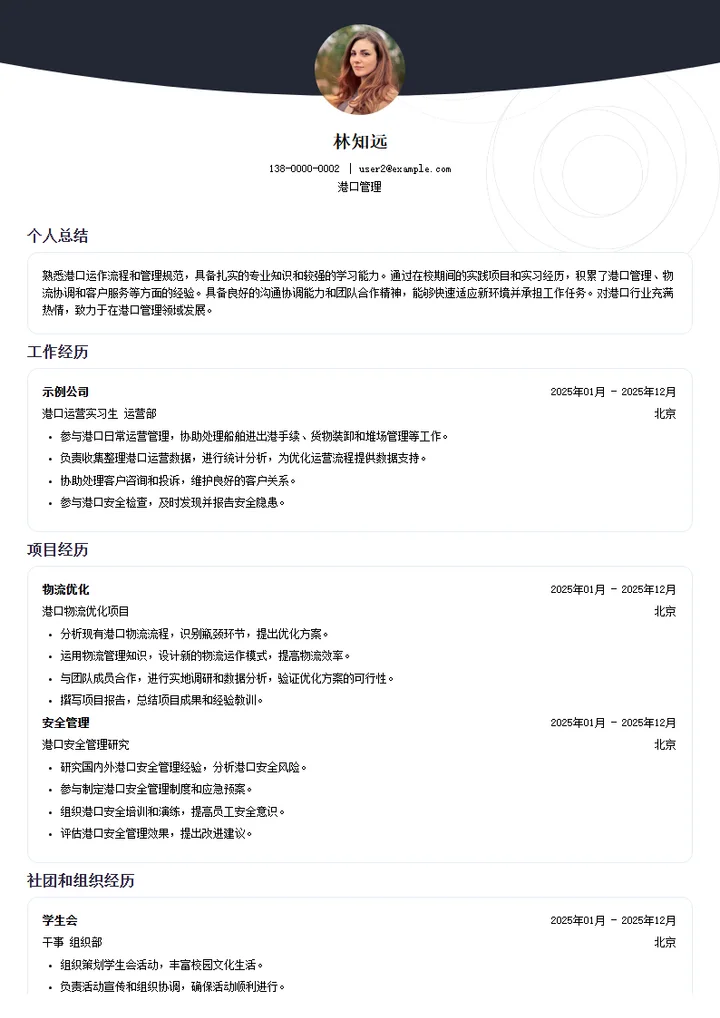 林知远
138-0000-0002 | user2@example.com
港口管理
个人总结
熟悉港口运作流程和管理规范，具备扎实的专业知识和较强的学习能力。通过在校期间的实践项目和实习经历，积累了港口管理、物
流协调和客户服务等方面的经验。具备良好的沟通协调能力和团队合作精神，能够快速适应新环境并承担工作任务。对港口行业充满
热情，致力于在港口管理领域发展。
工作经历
示例公司 2025年01月 - 2025年12月
港口运营实习生 运营部 北京
• 参与港口日常运营管理，协助处理船舶进出港手续、货物装卸和堆场管理等工作。
• 负责收集整理港口运营数据，进行统计分析，为优化运营流程提供数据支持。
• 协助处理客户咨询和投诉，维护良好的客户关系。
• 参与港口安全检查，及时发现并报告安全隐患。
项目经历
物流优化 2025年01月 - 2025年12月
港口物流优化项目 北京
• 分析现有港口物流流程，识别瓶颈环节，提出优化方案。
• 运用物流管理知识，设计新的物流运作模式，提高物流效率。
• 与团队成员合作，进行实地调研和数据分析，验证优化方案的可行性。
• 撰写项目报告，总结项目成果和经验教训。
安全管理 2025年01月 - 2025年12月
港口安全管理研究 北京
• 研究国内外港口安全管理经验，分析港口安全风险。
• 参与制定港口安全管理制度和应急预案。
• 组织港口安全培训和演练，提高员工安全意识。
• 评估港口安全管理效果，提出改进建议。
社团和组织经历
学生会 2025年01月 - 2025年12月
干事 组织部 北京
• 组织策划学生会活动，丰富校园文化生活。
• 负责活动宣传和组织协调，确保活动顺利进行。